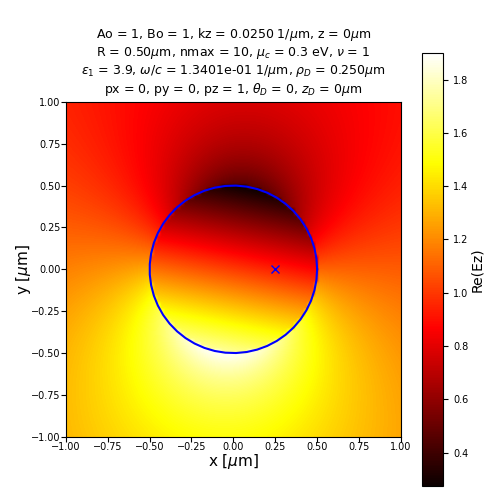 Ao = 1, Bo = 1, kz = 0.0250 1/μm, z = 0μm
R = 0.50μm, nmax = 10, μc = 0.3 eV, ν = 1
ε1 = 3.9, ω/c = 1.3401e-01 1/μm, ρD = 0.250μm
px = 0, py = 0, pz = 1, θD = 0, zD = 0μm
1.00
0.75
0.50
0.25
0.00
−0.25
−0.50
−0.75
−1.00
y [μm]
−1.00 −0.75 −0.50 −0.25 0.00 0.25 0.50 0.75 1.00
x [μm]
1.8
1.6
1.4
1.2
1.0
0.8
0.6
0.4
Re(Ez)